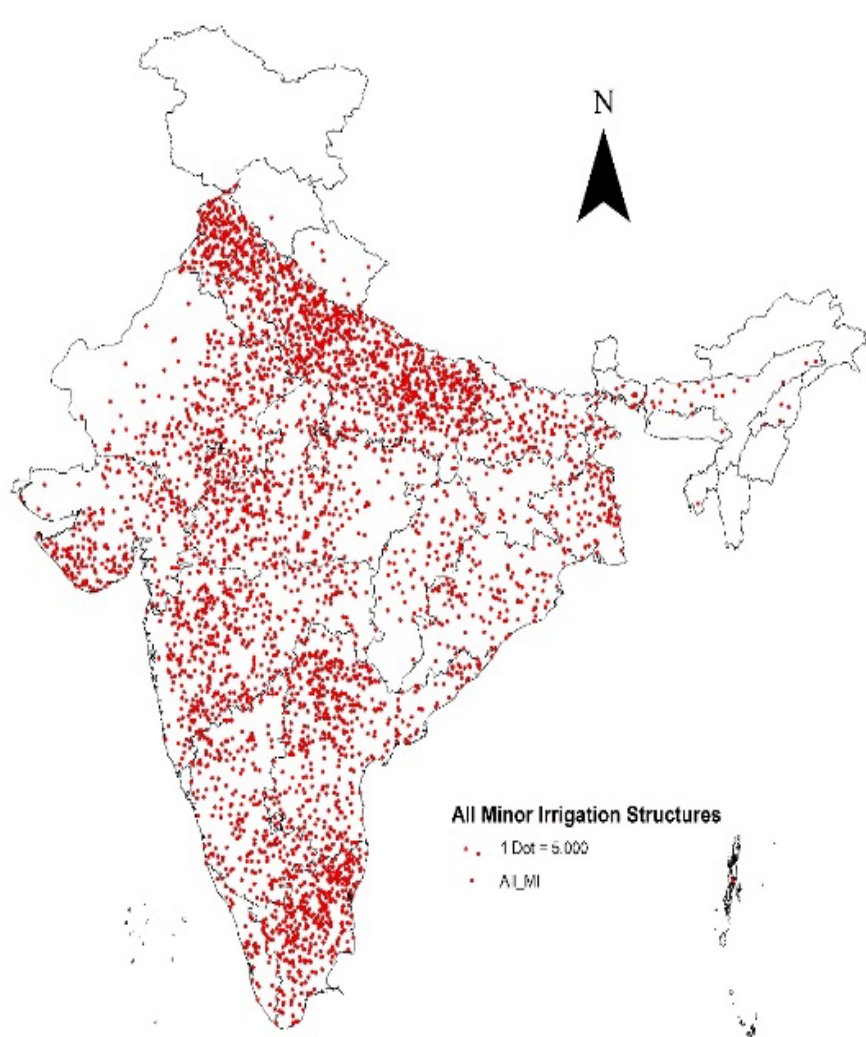 N
All Minor Irrigation Structures
1 Dot = 5.000
All_MI